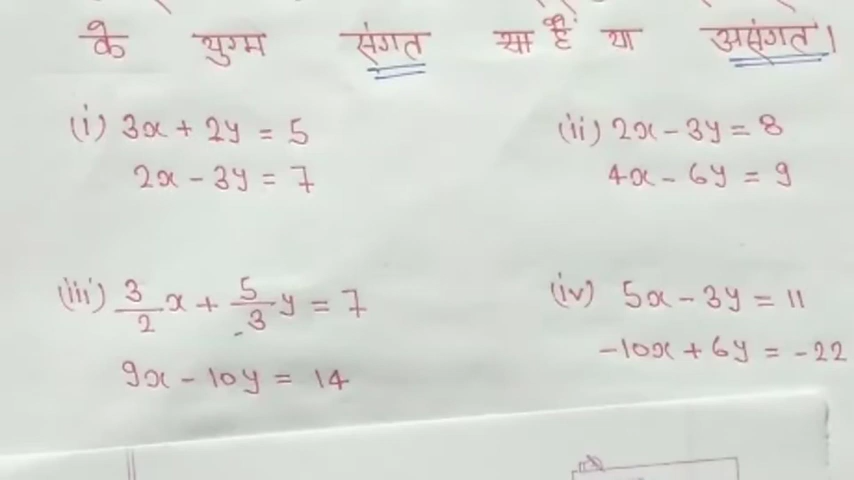 के युग्म संगत या हैं या असंगत।
(i) 3x + 2y = 5
2x - 3y = 7
(ii) 2x - 3y = 8
4x - 6y = 9
(iii) 3/2 x + 5/3 y = 7
9x - 10y = 14
(iv) 5x - 3y = 11
-10x + 6y = -22